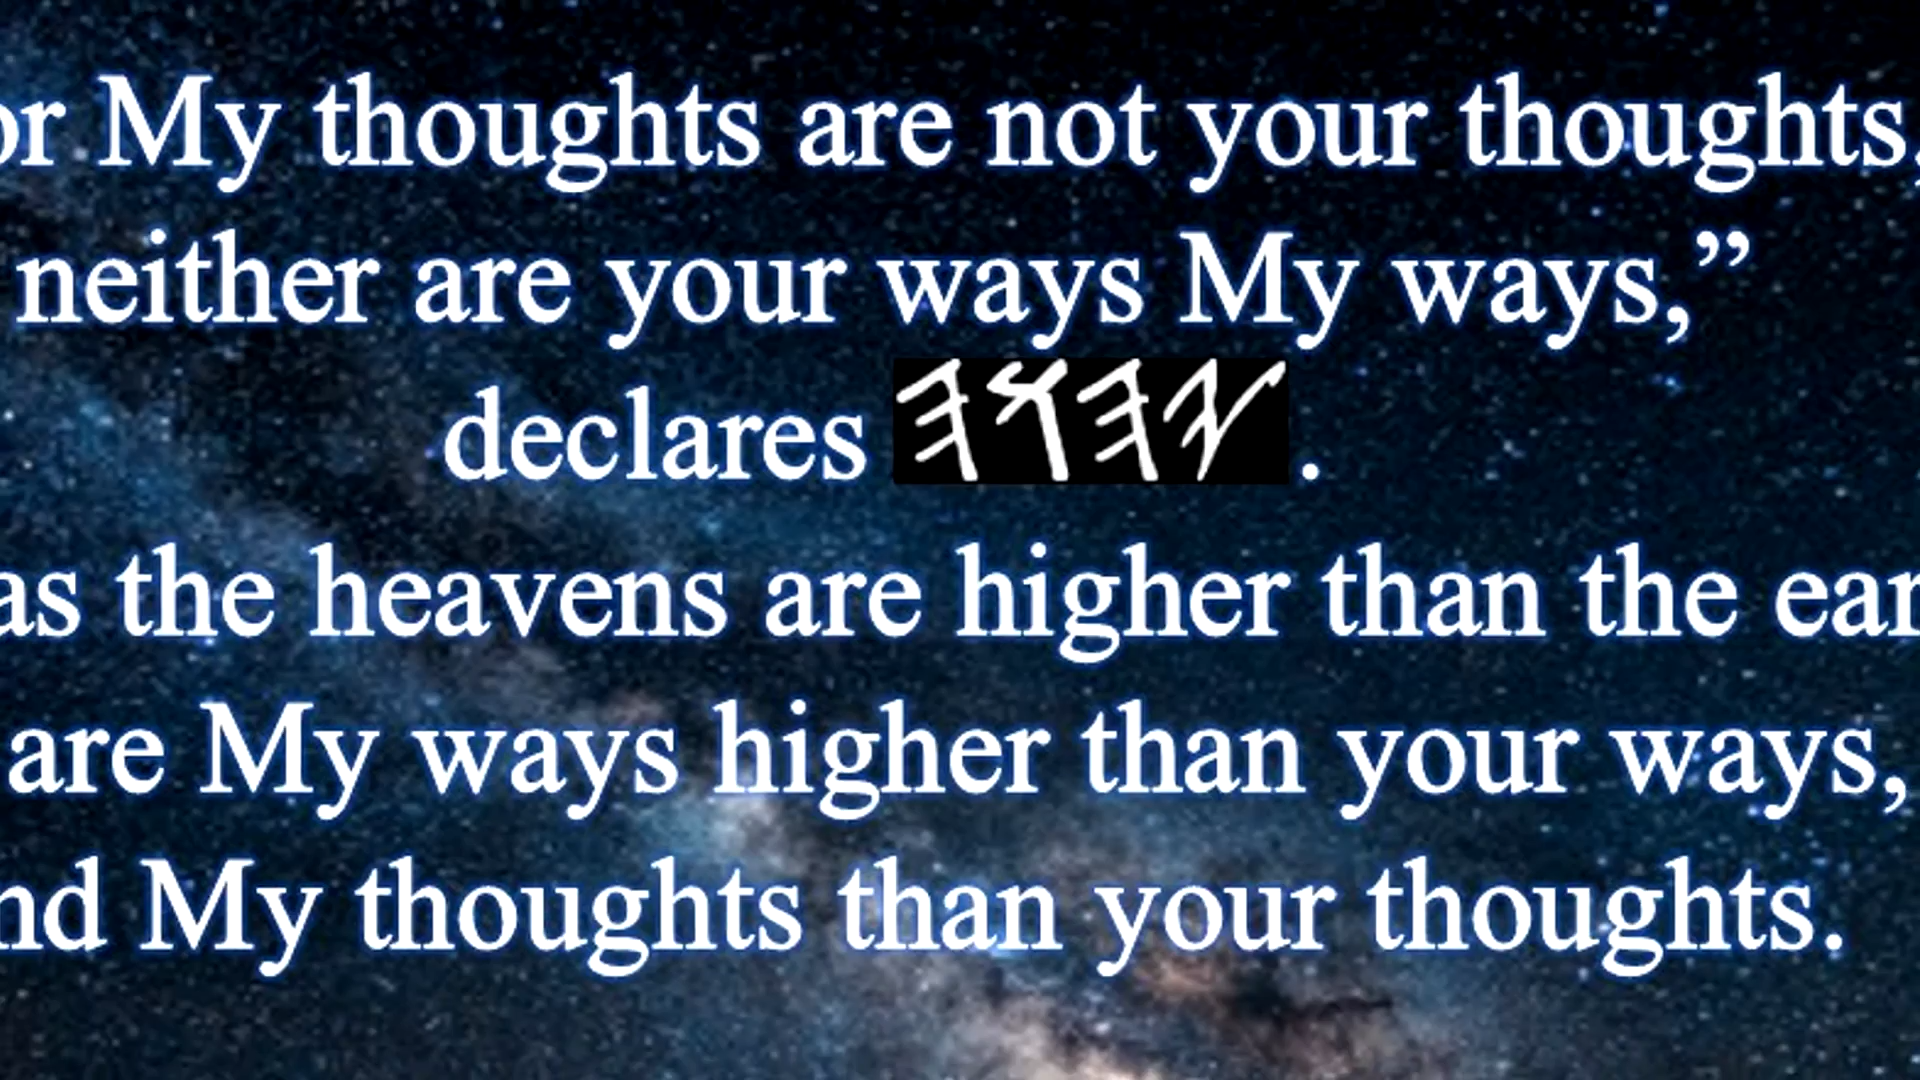 or My thoughts are not your thoughts,
neither are your ways My ways,”
declares 𐤉𐤄𐤅𐤄.
as the heavens are higher than the ear
are My ways higher than your ways,
nd My thoughts than your thoughts.